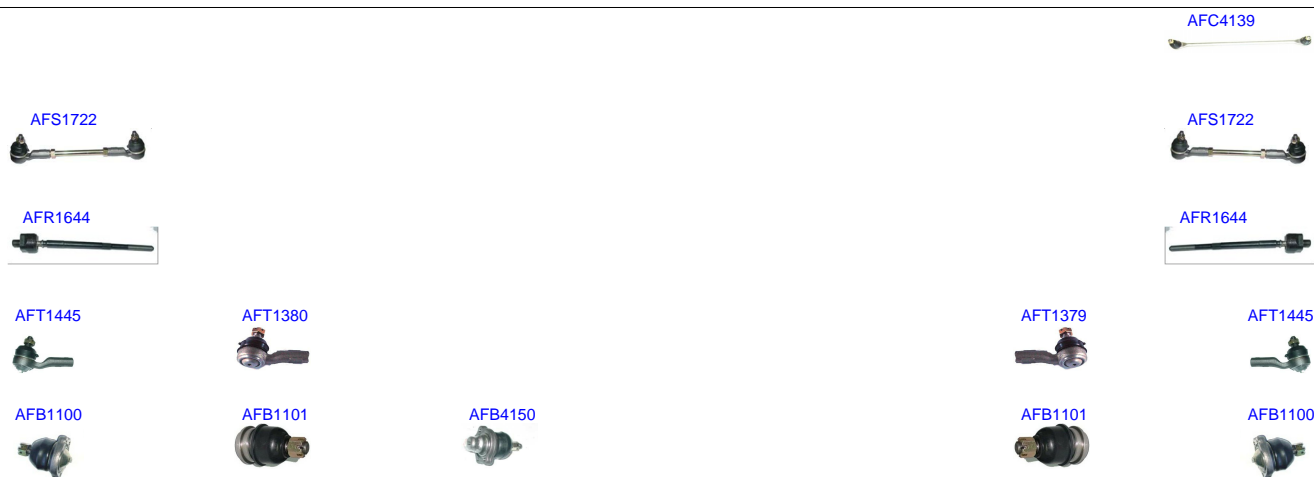 AFC4139
AFS1722 AFS1722
AFR1644 AFR1644
AFT1445 AFT1380 AFT1379 AFT1445
AFB1100 AFB1101 AFB4150 AFB1101 AFB1100